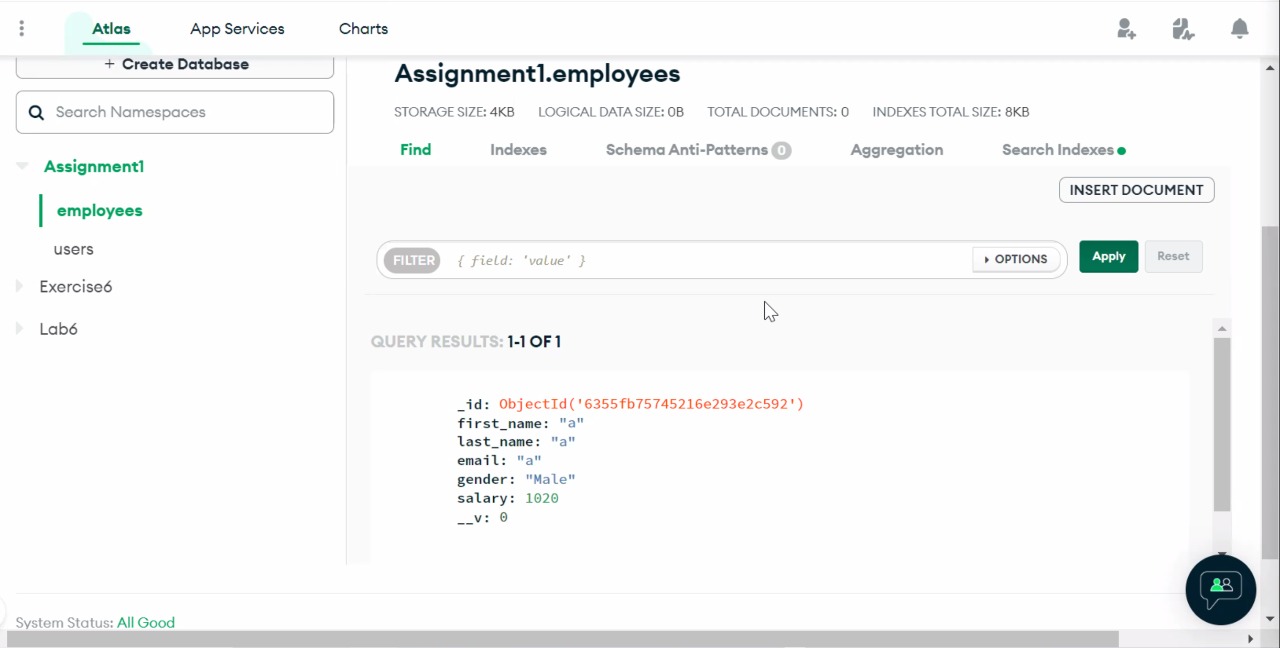 Atlas App Services Charts
+ Create Database
Search Namespaces
Assignment1
employees
users
Exercise6
Lab6
Assignment1.employees
STORAGE SIZE: 4KB LOGICAL DATA SIZE: 0B TOTAL DOCUMENTS: 0 INDEXES TOTAL SIZE: 8KB
Find Indexes Schema Anti-Patterns 0 Aggregation Search Indexes
INSERT DOCUMENT
FILTER { field: 'value' } OPTIONS Apply Reset
QUERY RESULTS: 1-1 OF 1
_id: ObjectId('6355fb75745216e293e2c592')
first_name: "a"
last_name: "a"
email: "a"
gender: "Male"
salary: 1020
__v: 0
System Status: All Good